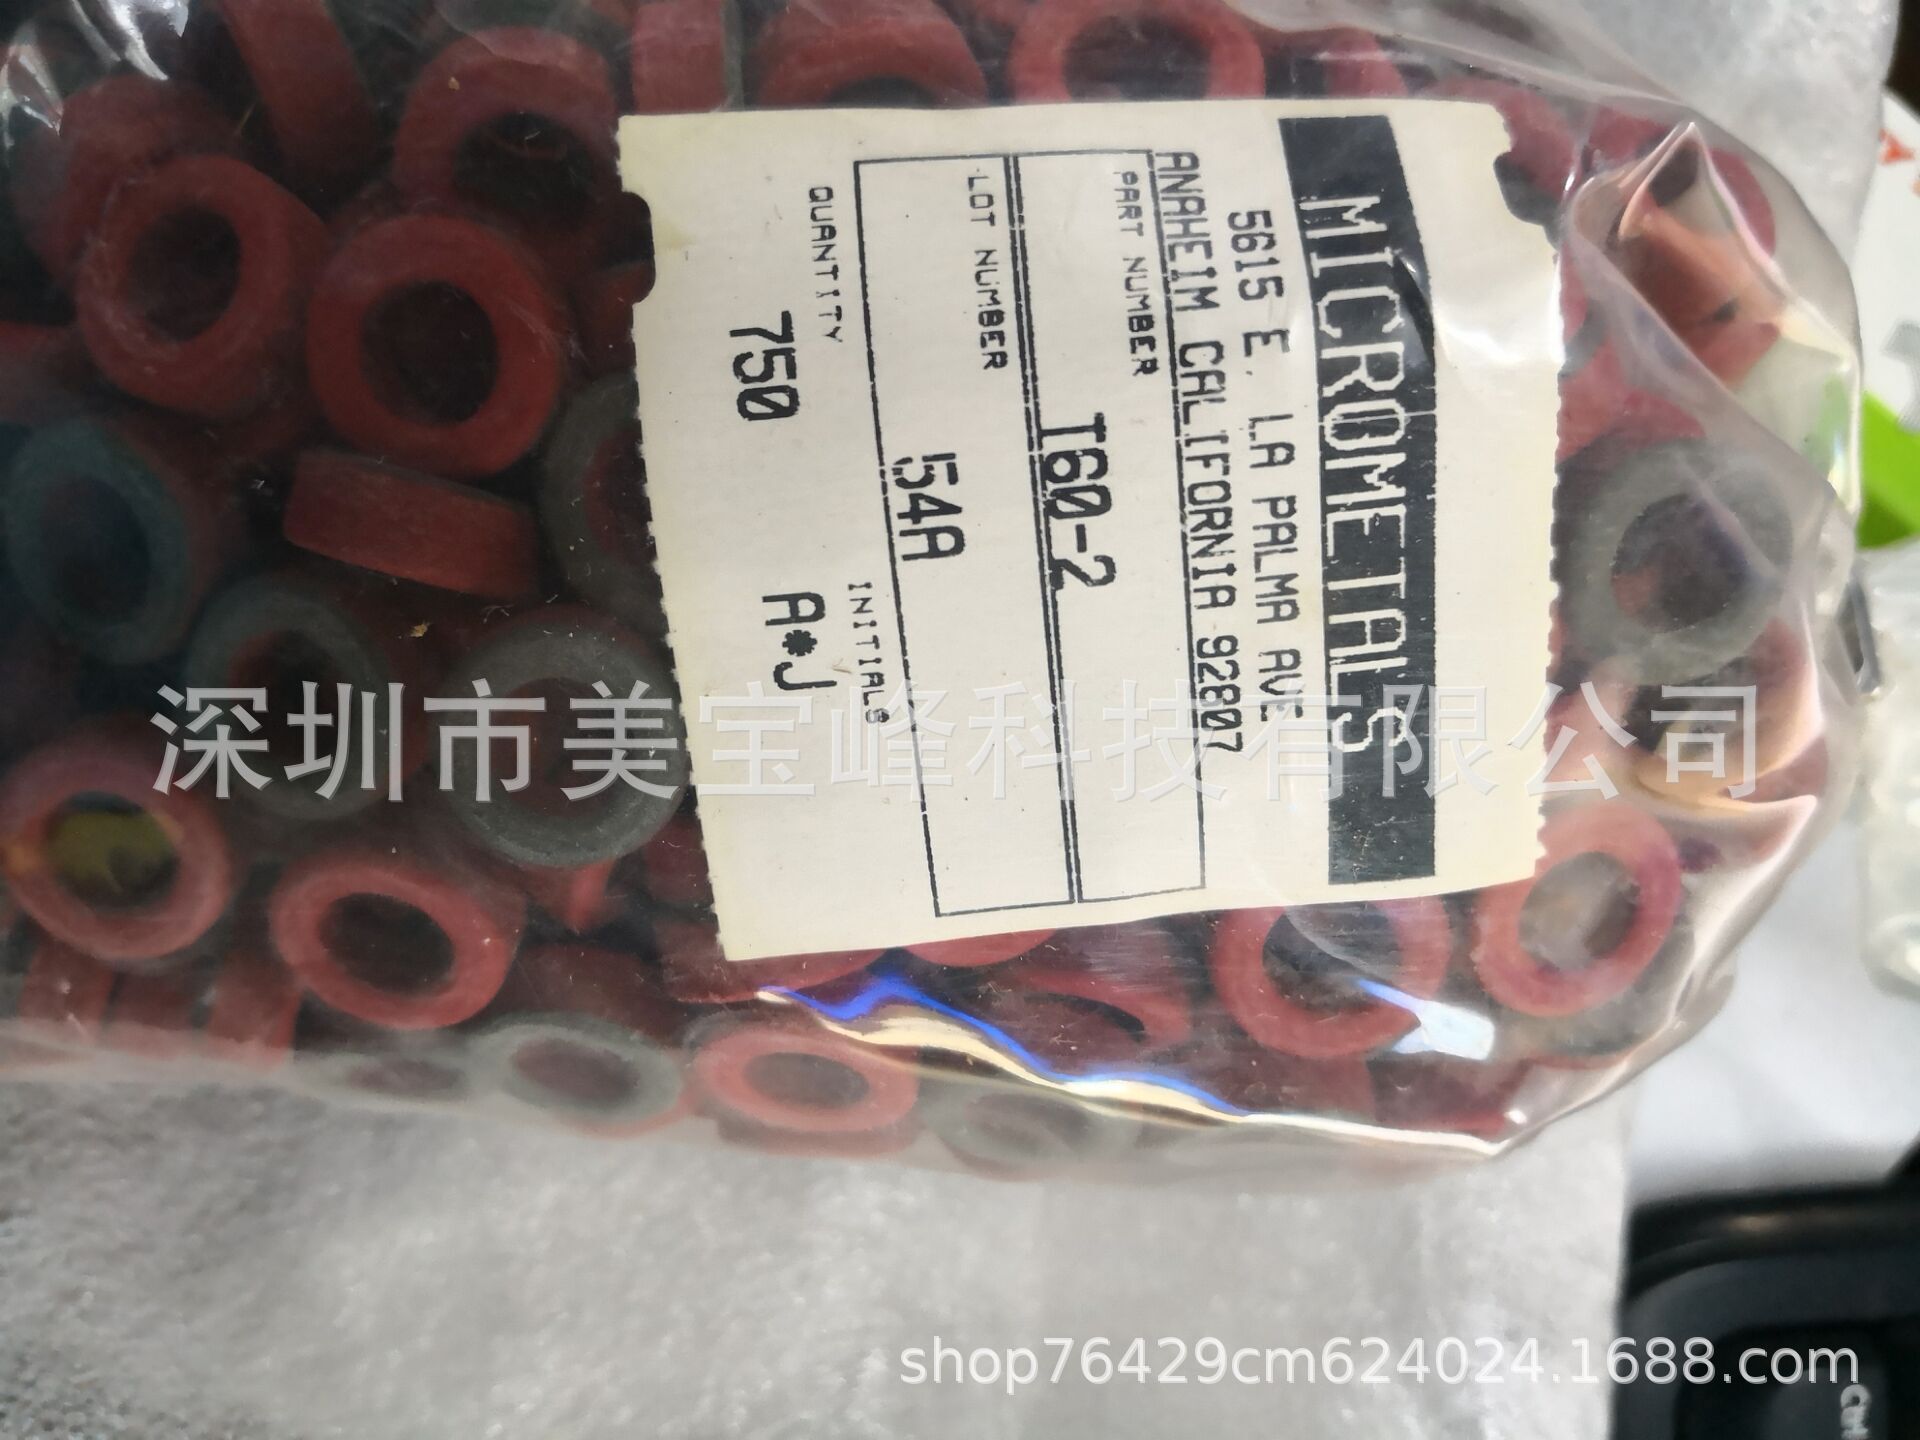 MICROMETALS
5615 E. LA PALMA AVE
ANAHEIM CALIFORNIA 92807
PART NUMBER
T60-2
LOT NUMBER
54A
QUANTITY
750
INITIALS
A*J
深圳市美宝峰科技有限公司
shop76429cm624024.1688.com